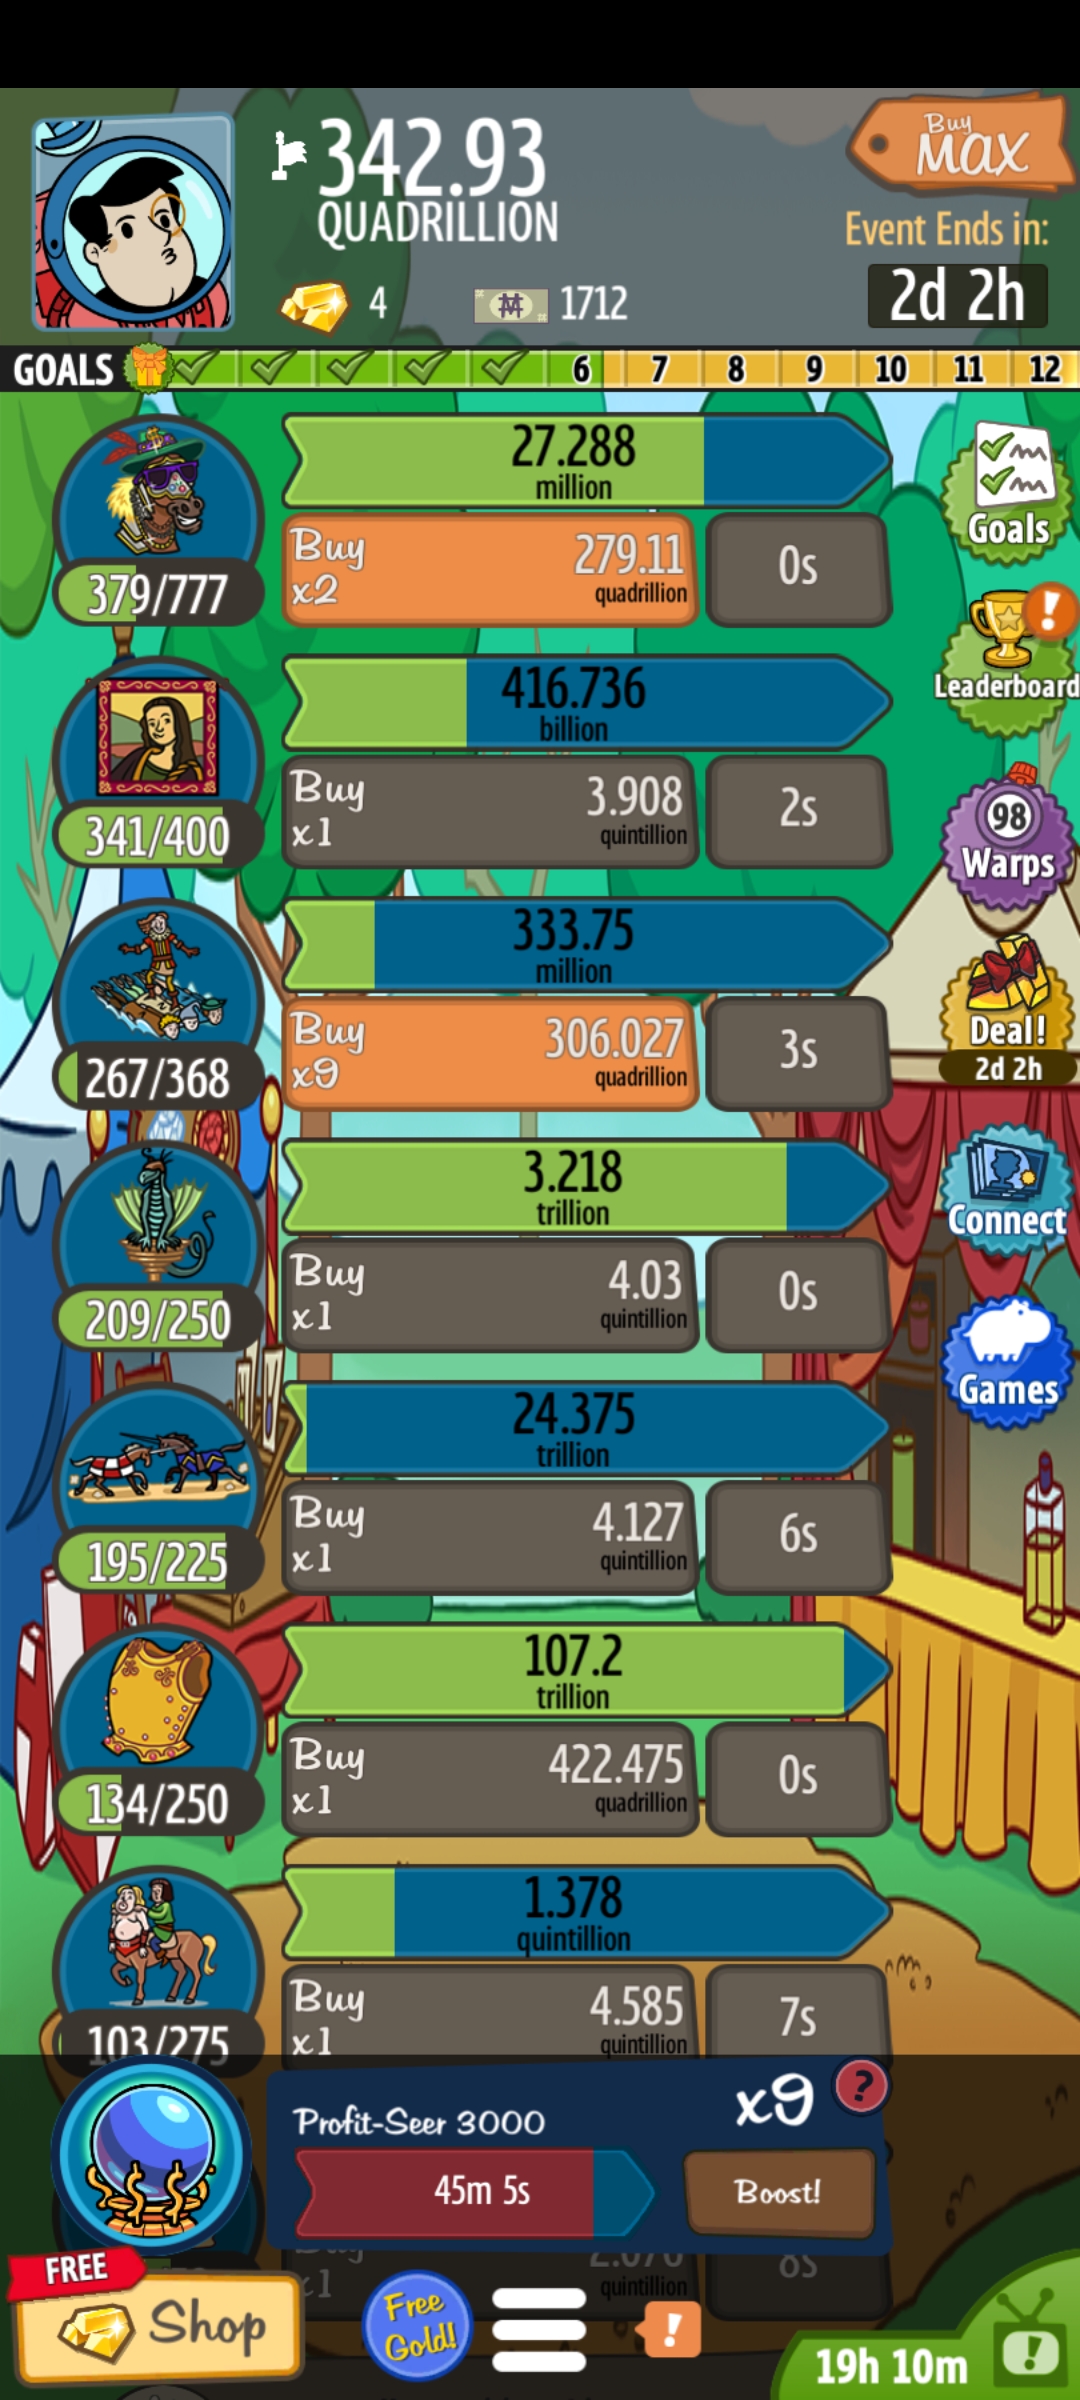 342.93
QUADRILLION
4
1712
Buy
MAX
Event Ends in:
2d 2h
GOALS
6 7 8 9 10 11 12
27.288
million
Buy
x2
279.11
quadrillion
0s
379/777
Goals
Leaderboard
416.736
billion
Buy
x1
3.908
quintillion
2s
341/400
98
Warps
333.75
million
Buy
x9
306.027
quadrillion
3s
267/368
Deal!
2d 2h
3.218
trillion
Buy
x1
4.03
quintillion
0s
209/250
Connect
Games
24.375
trillion
Buy
x1
4.127
quintillion
6s
195/225
107.2
trillion
Buy
x1
422.475
quadrillion
0s
134/250
1.378
quintillion
Buy
x1
4.585
quintillion
7s
103/275
Profit-Seer 3000
x9
?
45m 5s
Boost!
Buy
x1
quintillion
8s
FREE
Shop
Free
Gold!
!
19h 10m
!